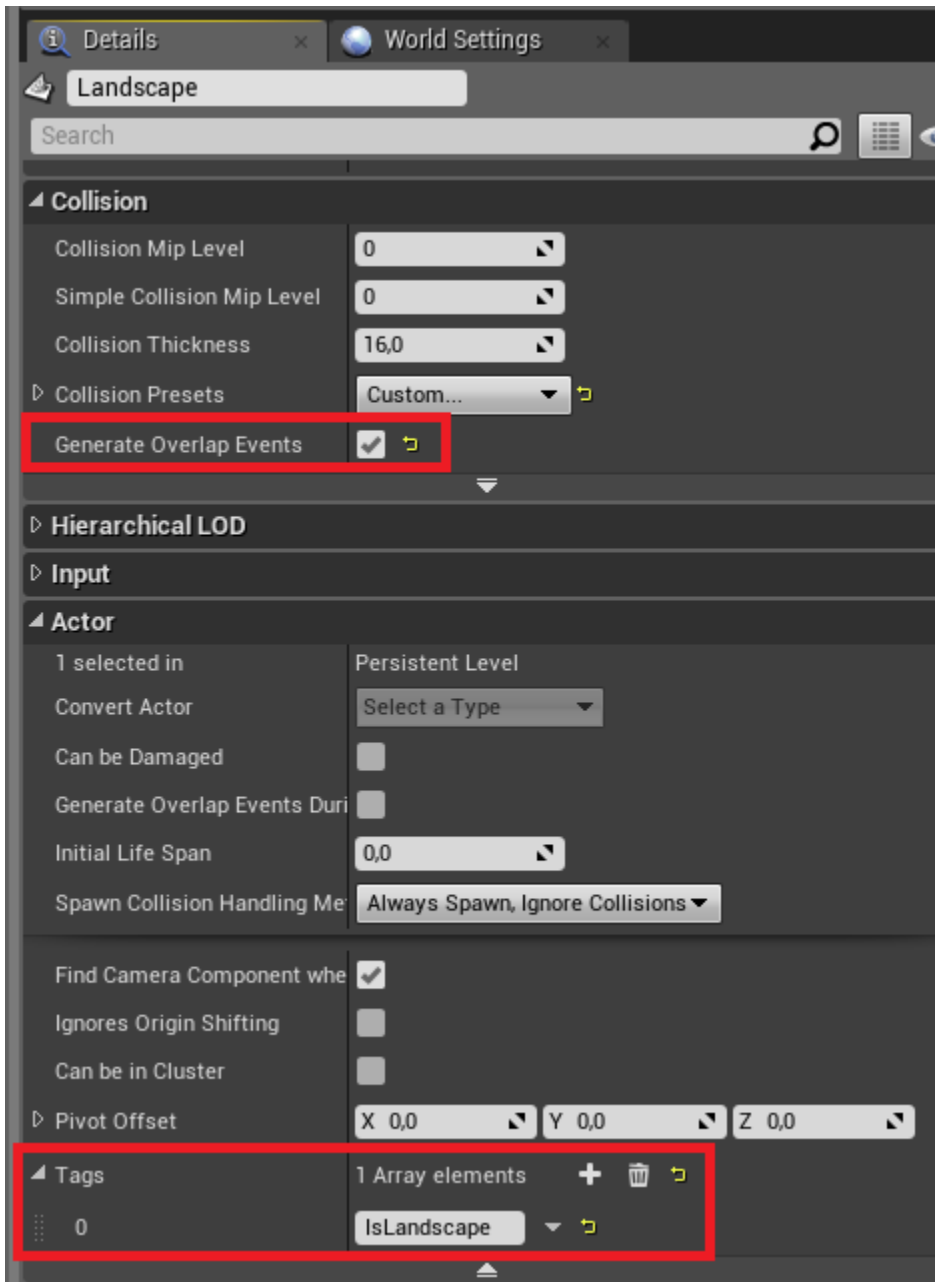 Details World Settings
Landscape
Search
Collision
Collision Mip Level 0
Simple Collision Mip Level 0
Collision Thickness 16,0
Collision Presets Custom...
Generate Overlap Events
Hierarchical LOD
Input
Actor
1 selected in Persistent Level
Convert Actor Select a Type
Can be Damaged
Generate Overlap Events Duri
Initial Life Span 0,0
Spawn Collision Handling Me Always Spawn, Ignore Collisions
Find Camera Component whe
Ignores Origin Shifting
Can be in Cluster
Pivot Offset X 0,0 Y 0,0 Z 0,0
Tags 1 Array elements
0 IsLandscape